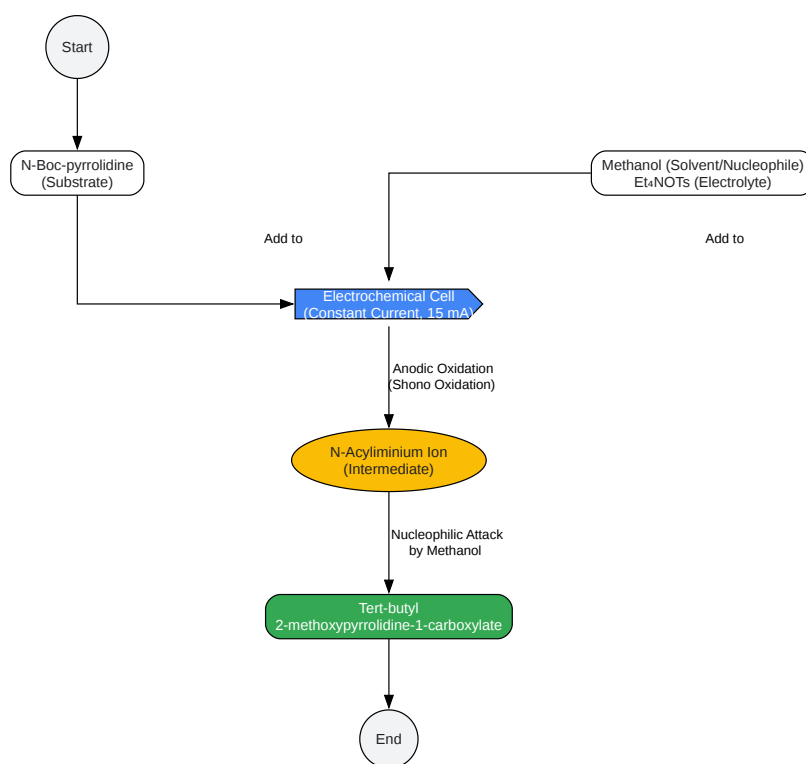 Start
N-Boc-pyrrolidine
(Substrate)
Methanol (Solvent/Nucleophile)
Et₄NOTs (Electrolyte)
Add to
Add to
Electrochemical Cell
(Constant Current, 15 mA)
Anodic Oxidation
(Shono Oxidation)
N-Acyliminium Ion
(Intermediate)
Nucleophilic Attack
by Methanol
Tert-butyl
2-methoxypyrrolidine-1-carboxylate
End